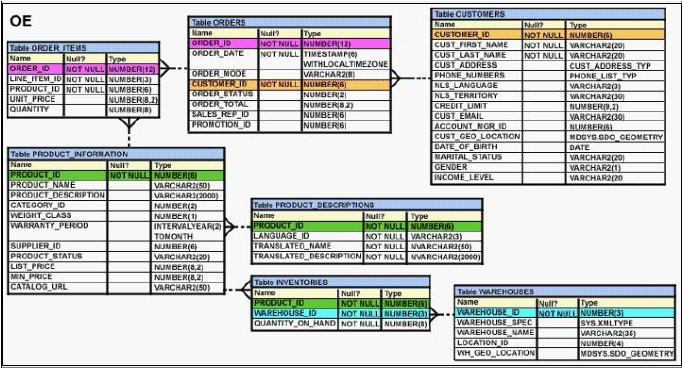 OE
Table ORDER_ITEMS
Name Null? Type
ORDER_ID NOT NULL NUMBER(12)
LINE_ITEM_ID NOT NULL NUMBER(3)
PRODUCT_ID NOT NULL NUMBER(6)
UNIT_PRICE NUMBER(8,2)
QUANTITY NUMBER(8)
Table ORDERS
Name Null? Type
ORDER_ID NOT NULL NUMBER(12)
ORDER_DATE NOT NULL TIMESTAMP(6)
WITHLOCALTIMEZONE
ORDER_MODE VARCHAR2(8)
CUSTOMER_ID NOT NULL NUMBER(6)
ORDER_STATUS NUMBER(2)
ORDER_TOTAL NUMBER(8,2)
SALES_REP_ID NUMBER(6)
PROMOTION_ID NUMBER(6)
Table CUSTOMERS
Name Null? Type
CUSTOMER_ID NOT NULL NUMBER(6)
CUST_FIRST_NAME NOT NULL VARCHAR2(20)
CUST_LAST_NAME NOT NULL VARCHAR2(20)
CUST_ADDRESS CUST_ADDRESS_TYP
PHONE_NUMBERS PHONE_LIST_TYP
NLS_LANGUAGE VARCHAR2(3)
NLS_TERRITORY VARCHAR2(30)
CREDIT_LIMIT NUMBER(9,2)
CUST_EMAIL VARCHAR2(30)
ACCOUNT_MGR_ID NUMBER(6)
CUST_GEO_LOCATION MDSYS.SDO_GEOMETRY
DATE_OF_BIRTH DATE
MARITAL_STATUS VARCHAR2(20)
GENDER VARCHAR2(1)
INCOME_LEVEL VARCHAR2(20
Table PRODUCT_INFORMATION
Name Null? Type
PRODUCT_ID NOT NULL NUMBER(6)
PRODUCT_NAME VARCHAR2(50)
PRODUCT_DESCRIPTION VARCHAR2(2000)
CATEGORY_ID NUMBER(2)
WEIGHT_CLASS NUMBER(1)
WARRANTY_PERIOD INTERVALYEAR(2)
TOMONTH
SUPPLIER_ID NUMBER(6)
PRODUCT_STATUS VARCHAR2(20)
LIST_PRICE NUMBER(8,2)
MIN_PRICE NUMBER(8,2)
CATALOG_URL VARCHAR2(50)
Table PRODUCT_DESCRIPTIONS
Name Null? Type
PRODUCT_ID NOT NULL NUMBER(6)
LANGUAGE_ID NOT NULL VARCHAR2(3)
TRANSLATED_NAME NOT NULL NVARCHAR2(50)
TRANSLATED_DESCRIPTION NOT NULL NVARCHAR2(2000)
Table INVENTORIES
Name Null? Type
PRODUCT_ID NOT NULL NUMBER(6)
WAREHOUSE_ID NOT NULL NUMBER(3)
QUANTITY_ON_HAND NOT NULL NUMBER(8)
Table WAREHOUSES
Name Null? Type
WAREHOUSE_ID NOT NULL NUMBER(3)
WAREHOUSE_SPEC SYS.XMLTYPE
WAREHOUSE_NAME VARCHAR2(35)
LOCATION_ID NUMBER(4)
WH_GEO_LOCATION MDSYS.SDO_GEOMETRY